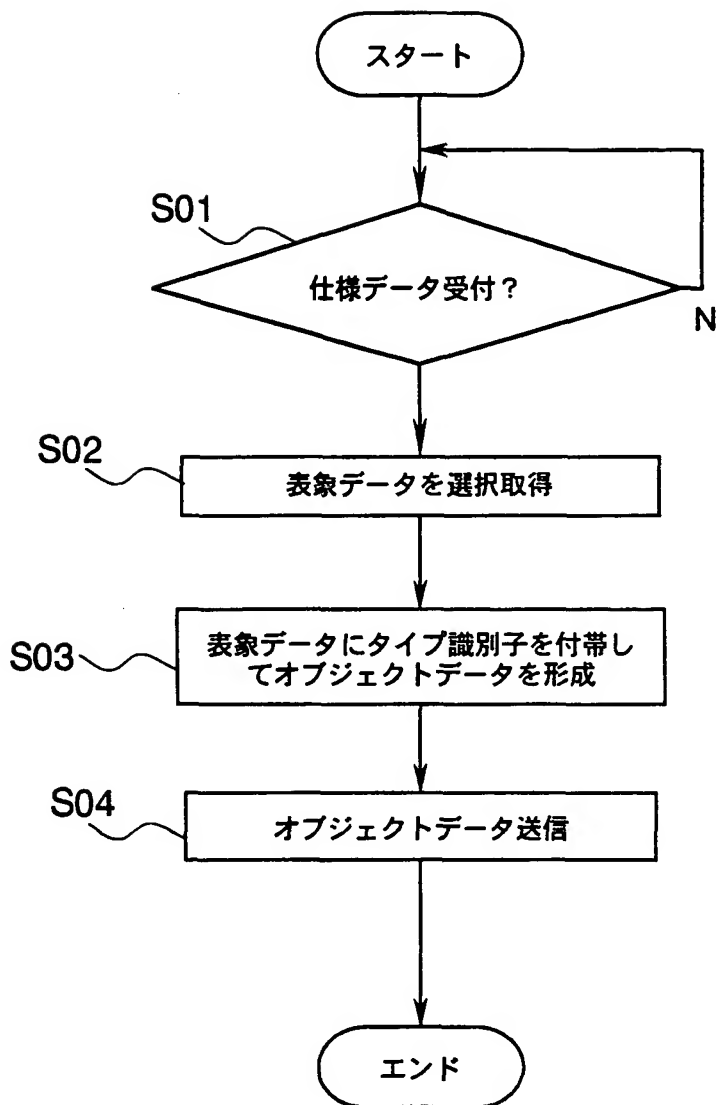 スタート
S01
仕様データ受付？
N
S02
表象データを選択取得
S03
表象データにタイプ識別子を付帯し
てオブジェクトデータを形成
S04
オブジェクトデータ送信
エンド